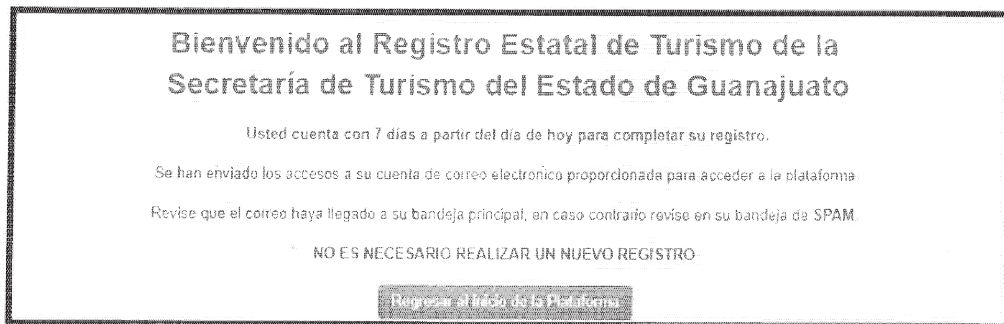 Bienvenido al Registro Estatal de Turismo de la
Secretaría de Turismo del Estado de Guanajuato
Usted cuenta con 7 días a partir del día de hoy para completar su registro.
Se han enviado los accesos a su cuenta de correo electronico proporcionada para acceder a la plataforma
Revise que el correo haya llegado a su bandeja principal, en caso contrario revise en su bandeja de SPAM.
NO ES NECESARIO REALIZAR UN NUEVO REGISTRO
Regresar al Inicio de la Plataforma